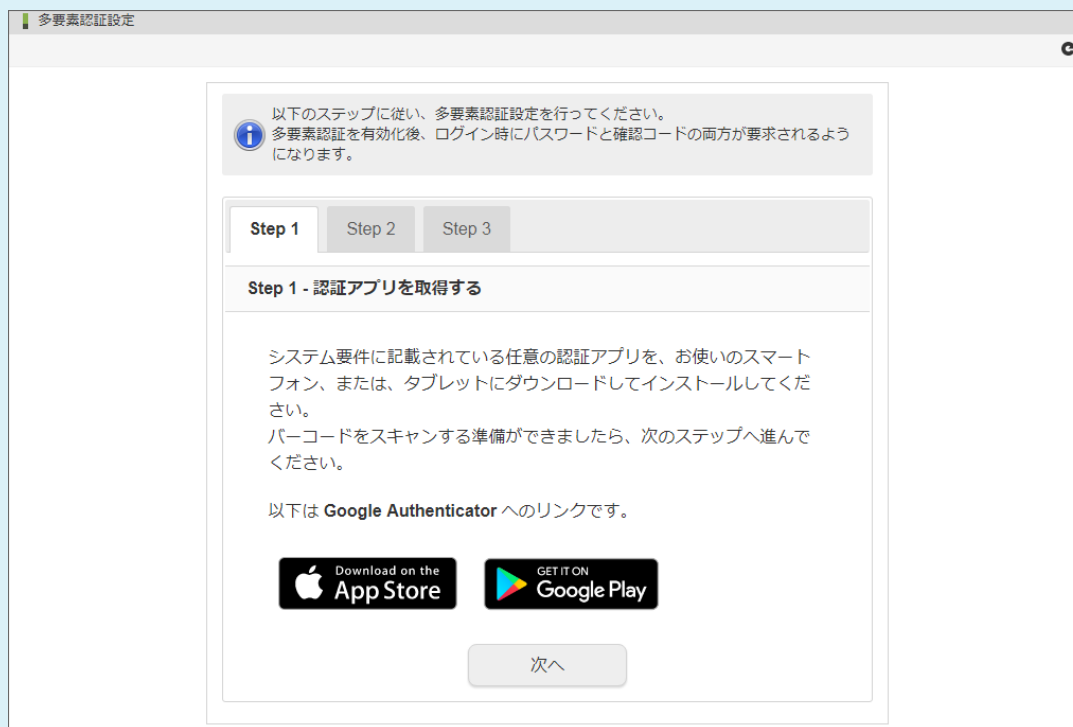 多要素認証設定
以下のステップに従い、多要素認証設定を行ってください。
多要素認証を有効化後、ログイン時にパスワードと確認コードの両方が要求されるよう
になります。
Step 1
Step 2
Step 3
Step 1 - 認証アプリを取得する
システム要件に記載されている任意の認証アプリを、お使いのスマート
フォン、または、タブレットにダウンロードしてインストールしてくだ
さい。
バーコードをスキャンする準備ができましたら、次のステップへ進んで
ください。
以下は Google Authenticator へのリンクです。
Download on the
App Store
GET IT ON
Google Play
次へ